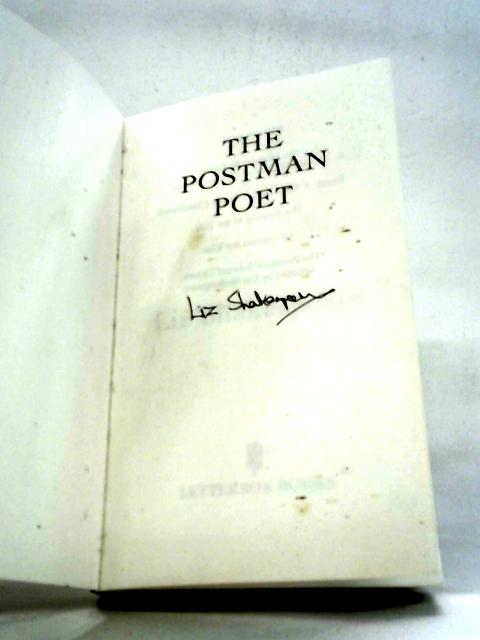 THE
POSTMAN
POET
Liz Shakespeare